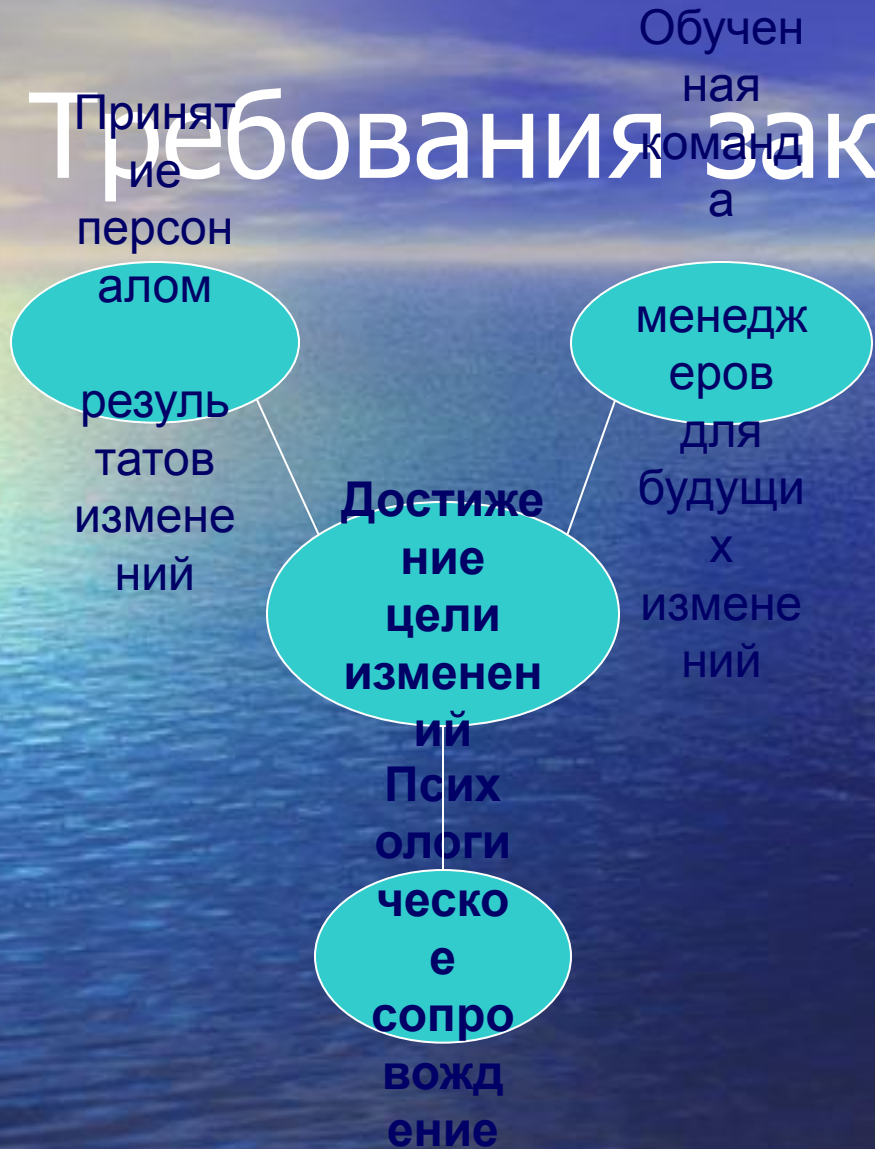 Требования зак
Принят
ие
персон
алом
резуль
татов
измене
ний
Обучен
ная
команд
а
менедж
еров
для
будущи
х
измене
ний
Достиже
ние
цели
изменен
ий
Псих
ологи
ческо
е
сопро
вожд
ение